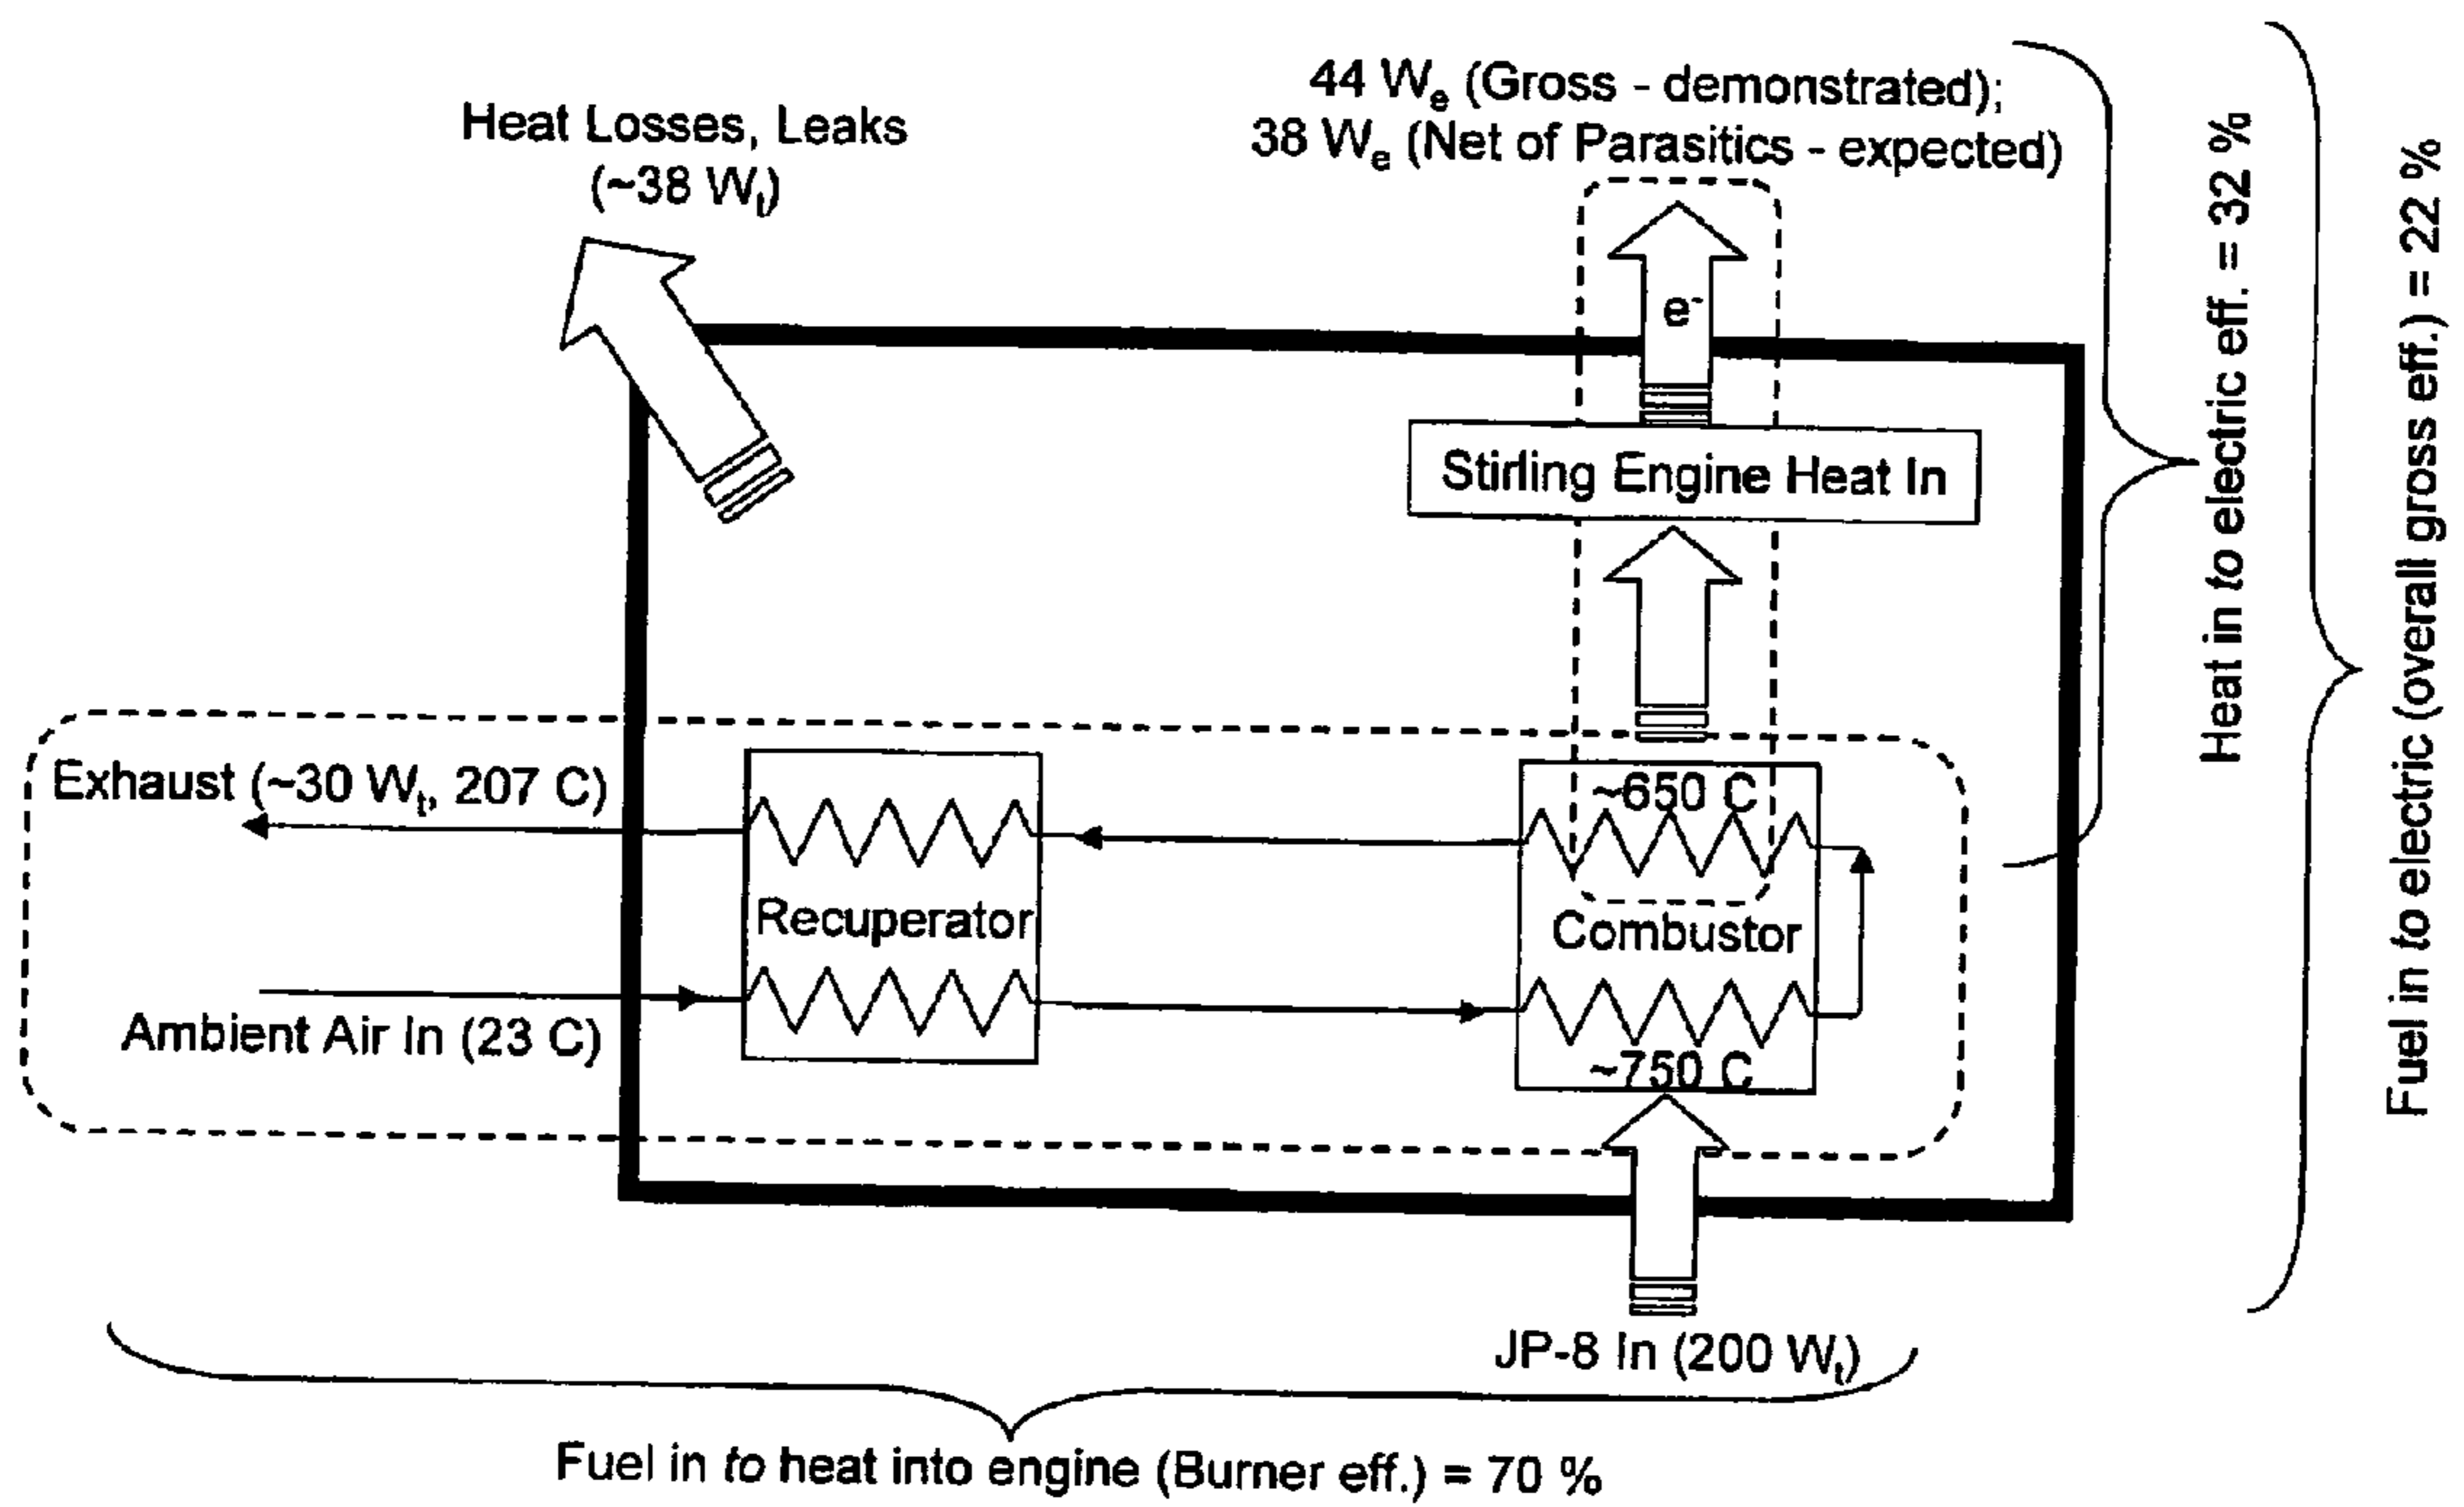 44 We (Gross - demonstrated);
38 We (Net of Parasitics - expected)
Heat Losses, Leaks
(~38 Wt)
e-
Stirling Engine Heat In
Exhaust (~30 Wt, 207 C)
~650 C
Recuperator
Combustor
Ambient Air In (23 C)
~750 C
JP-8 In (200 Wt)
Fuel in to heat into engine (Burner eff.) = 70 %
Heat in to electric eff. = 32 %
Fuel in to electric (overall gross eff.) = 22 %